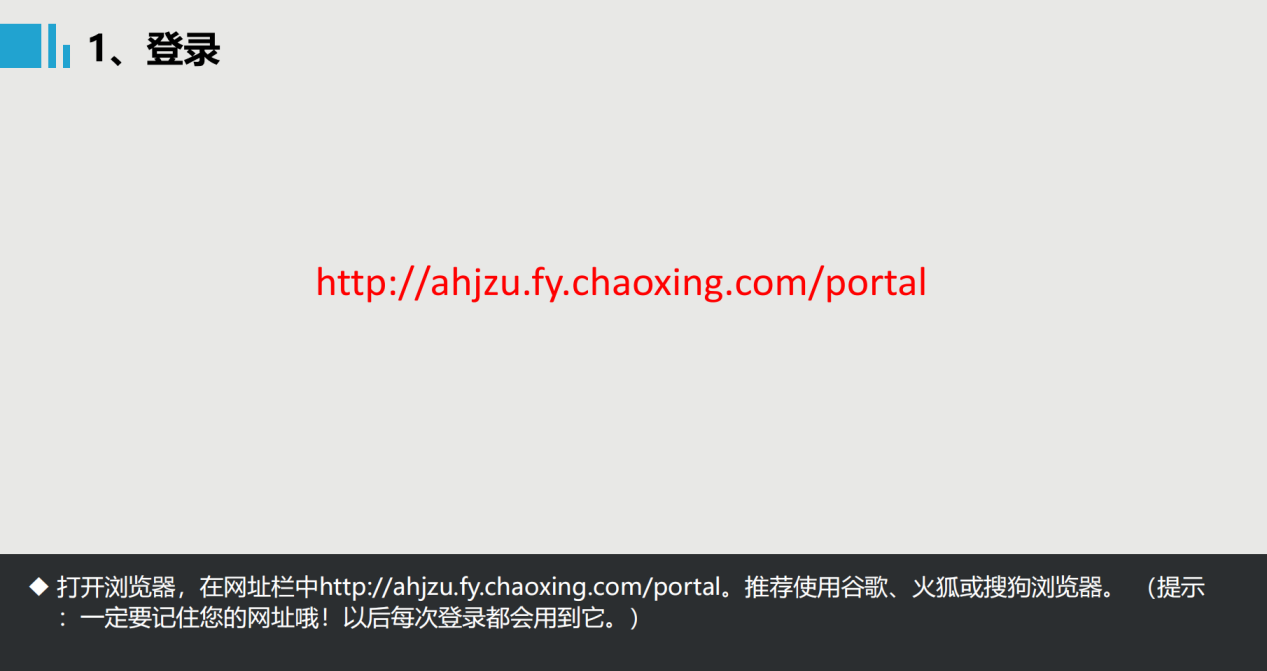 1、登录
http://ahjzu.fy.chaoxing.com/portal
◆ 打开浏览器，在网址栏中http://ahjzu.fy.chaoxing.com/portal。推荐使用谷歌、火狐或搜狗浏览器。 （提示
：一定要记住您的网址哦！以后每次登录都会用到它。）